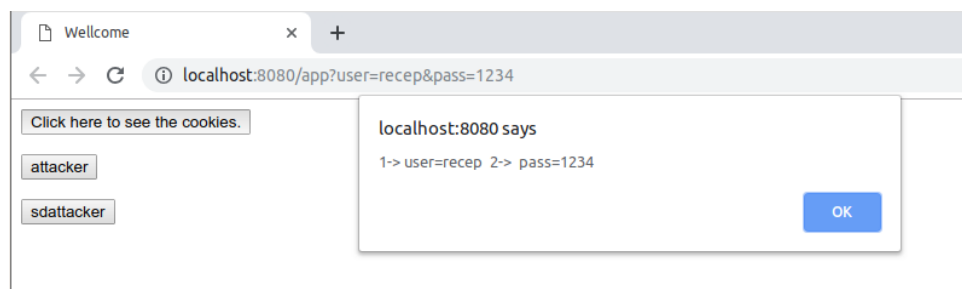 Wellcome
localhost:8080/app?user=recep&pass=1234
Click here to see the cookies.
attacker
sdattacker
localhost:8080 says
1-> user=recep 2-> pass=1234
OK